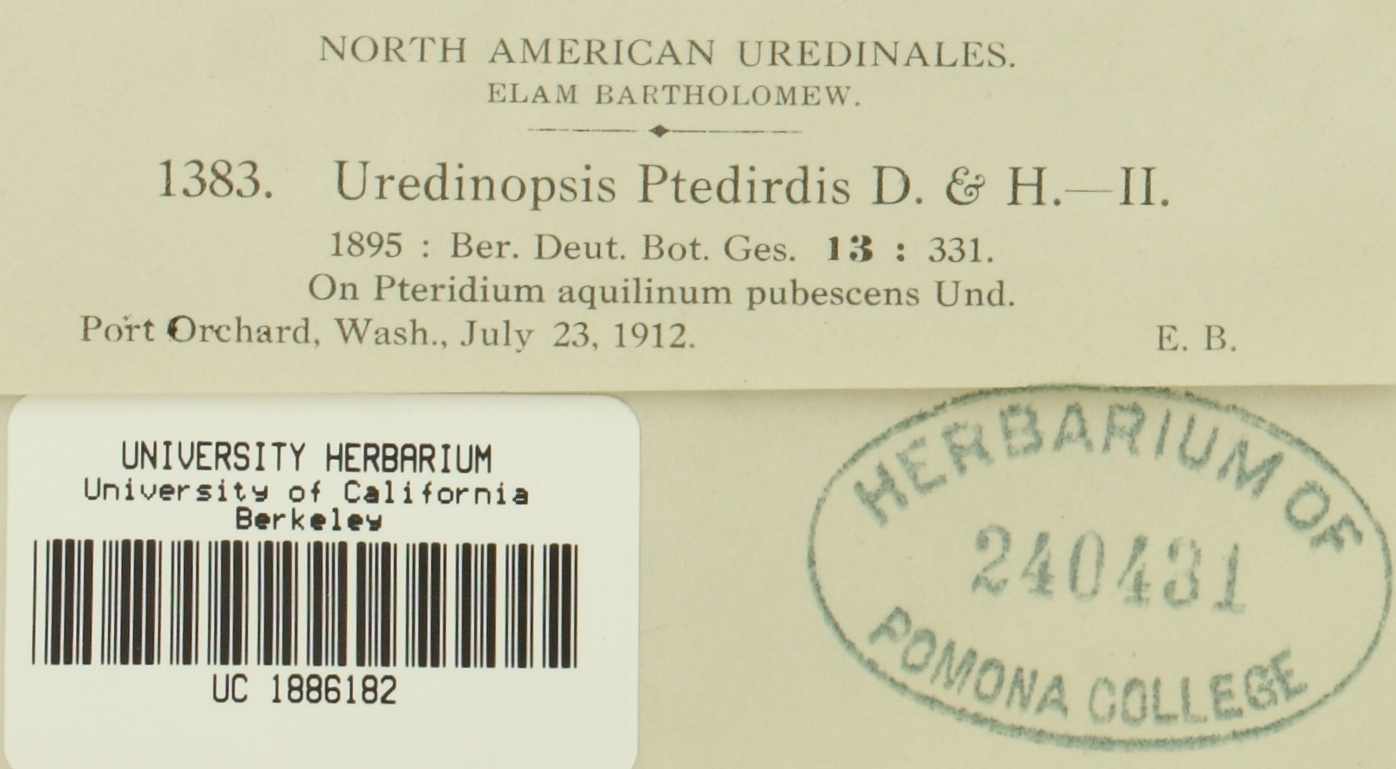 NORTH AMERICAN UREDINALES.
ELAM BARTHOLOMEW.
1383. Uredinopsis Ptedirdis D. & H.—II.
1895 : Ber. Deut. Bot. Ges. 13 : 331.
On Pteridium aquilinum pubescens Und.
Port Orchard, Wash., July 23, 1912. E. B.
UNIVERSITY HERBARIUM
University of California
Berkeley
UC 1886182
HERBARIUM OF
240431
POMONA COLLEGE